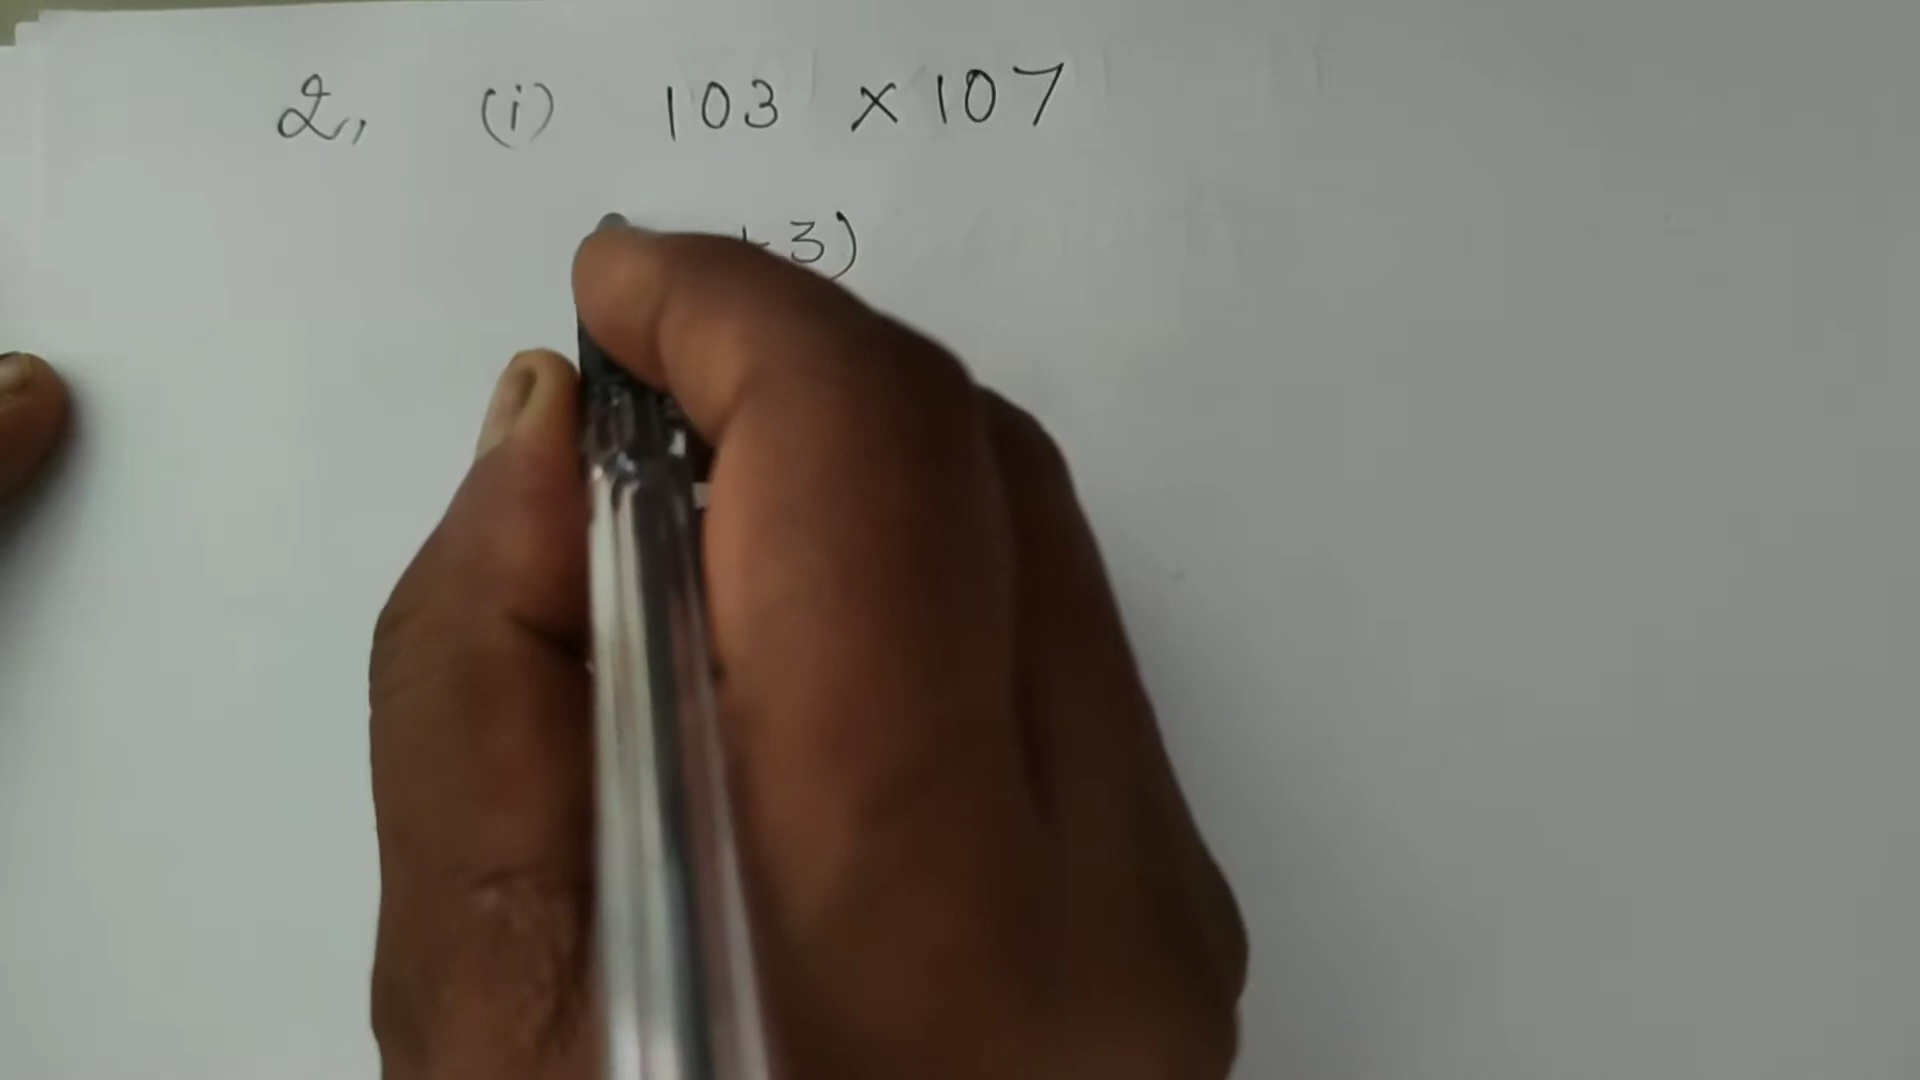 2, (i) 103 × 107
+ 3)